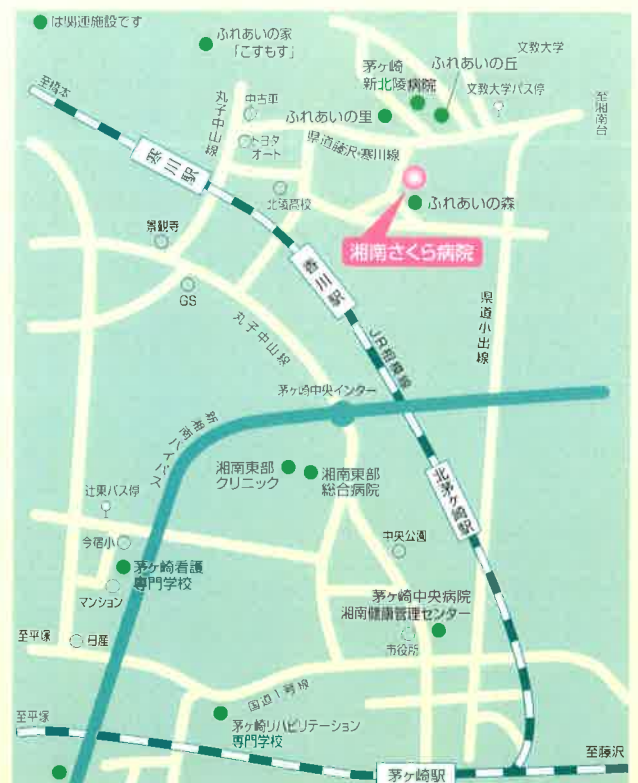 は関連施設です
ふれあいの家
「こすもす」
文教大学
茅ヶ崎
新北陵病院
ふれあいの丘
文教大学バス停
至橋本
丸子中山線
中古車
ふれあいの里
至湘南台
トヨタ
オート
県道藤沢・寒川線
寒川駅
北陵高校
ふれあいの森
景観寺
湘南さくら病院
香川駅
GS
県道小出線
丸子中山線
JR相模線
茅ヶ崎中央インター
新湘南バイパス
湘南東部
クリニック
湘南東部
総合病院
北茅ヶ崎駅
辻東バス停
今宿小
中央公園
茅ヶ崎看護
専門学校
マンション
茅ヶ崎中央病院
湘南健康管理センター
至平塚
日産
市役所
国道1号線
至平塚
茅ヶ崎リハビリテーション
専門学校
至藤沢
茅ヶ崎駅